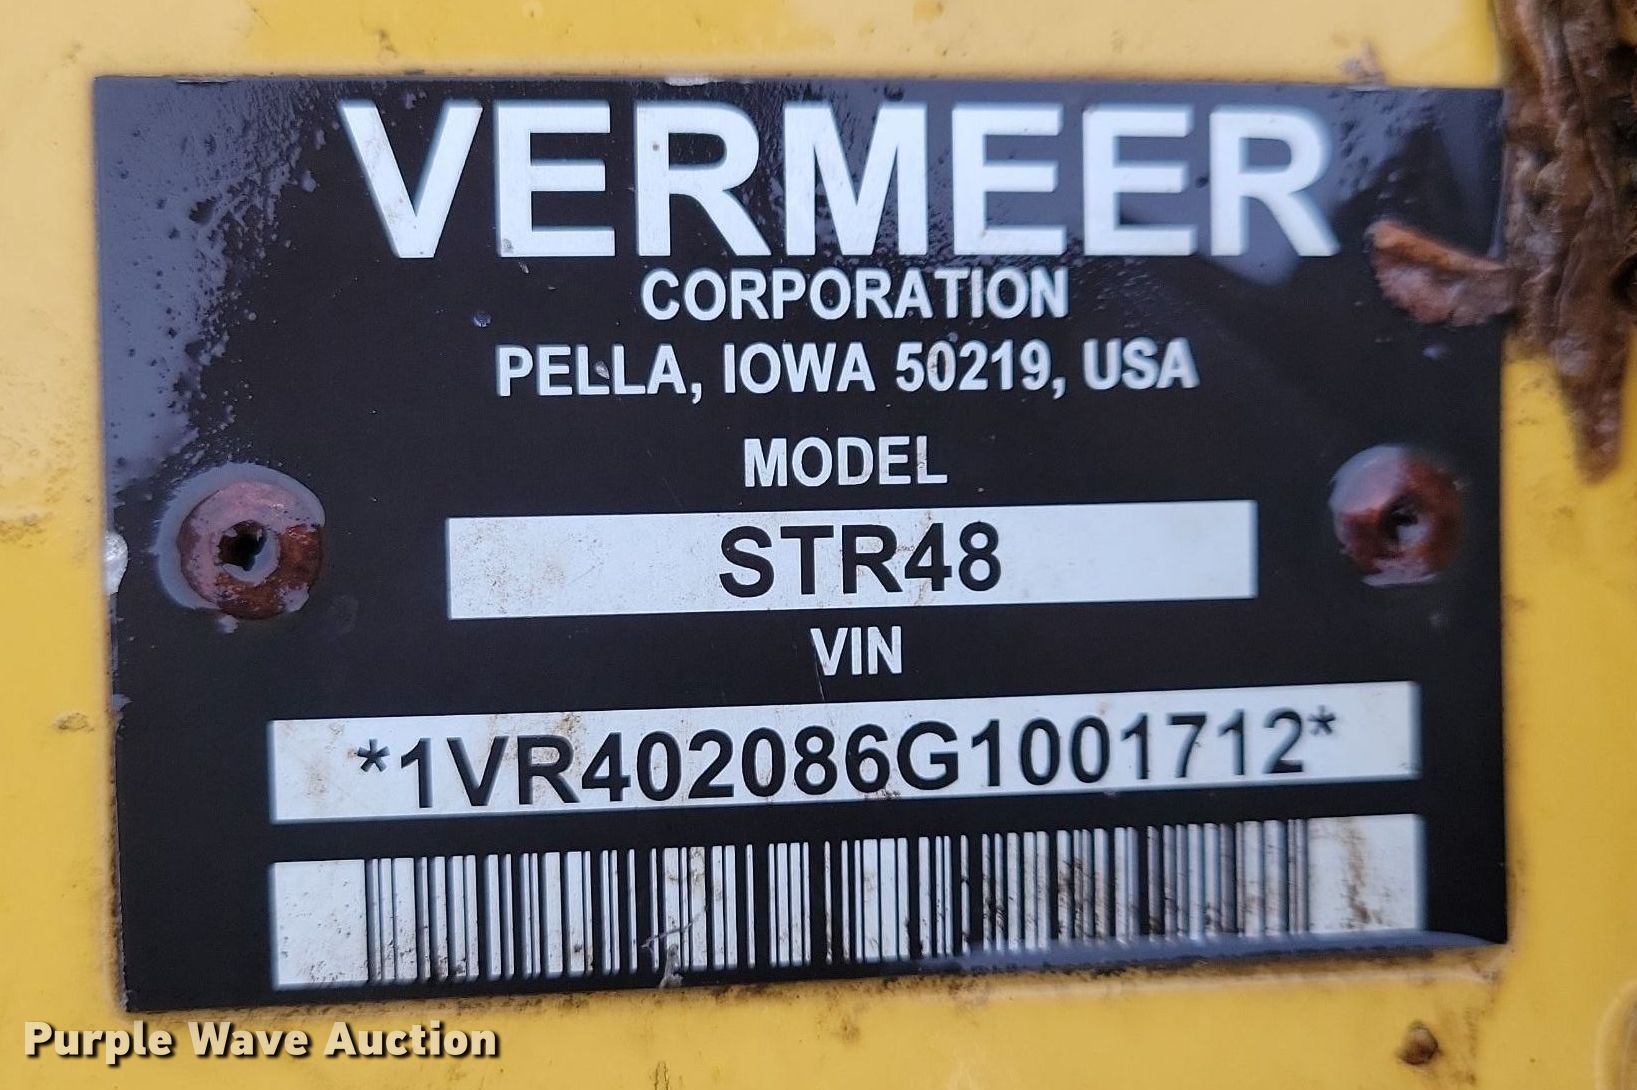 VERMEER
CORPORATION
PELLA, IOWA 50219, USA
MODEL
STR48
VIN
*1VR402086G1001712*
Purple Wave Auction